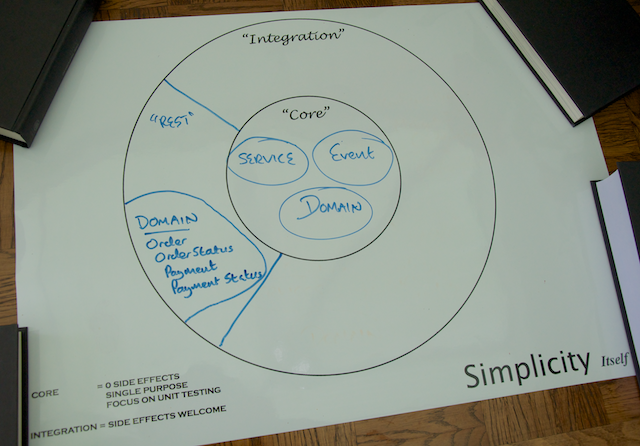 "Integration"
"REST"
"Core"
SERVICE
Event
DOMAIN
DOMAIN
Order
OrderStatus
Payment
Payment Status
CORE = 0 SIDE EFFECTS
SINGLE PURPOSE
FOCUS ON UNIT TESTING
INTEGRATION = SIDE EFFECTS WELCOME
Simplicity Itself